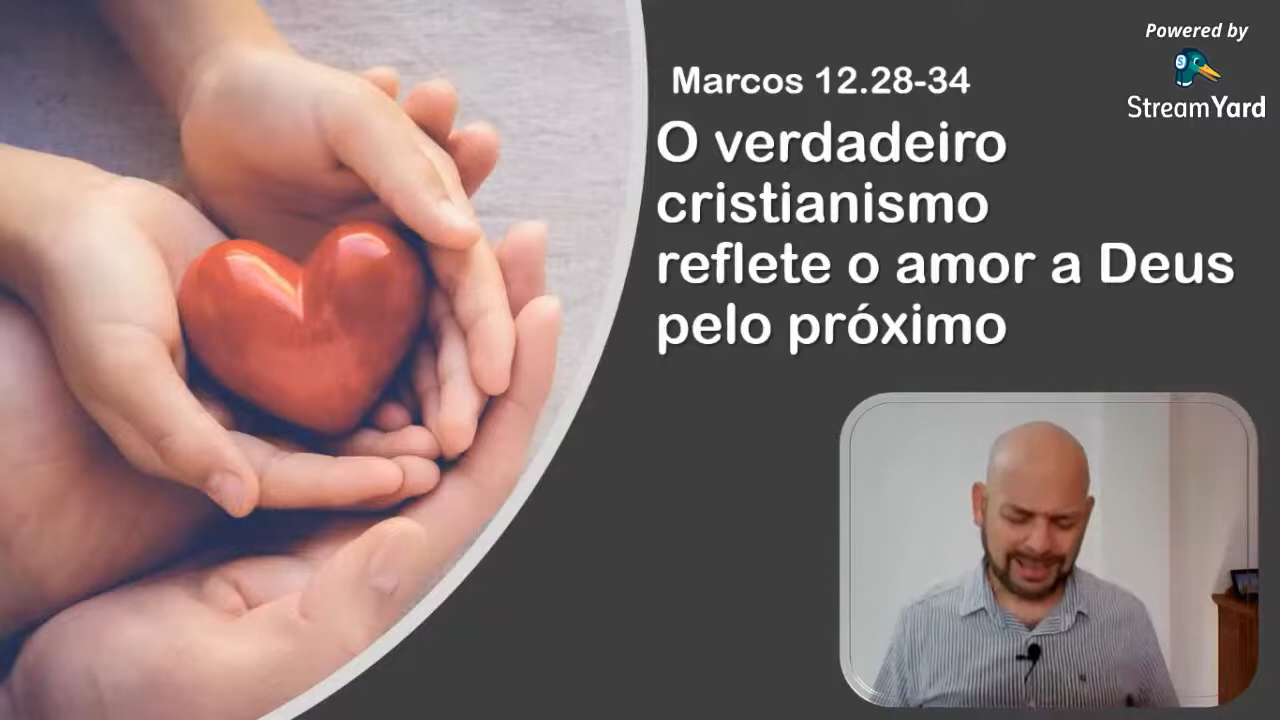 Powered by
StreamYard
Marcos 12.28-34
O verdadeiro
cristianismo
reflete o amor a Deus
pelo próximo